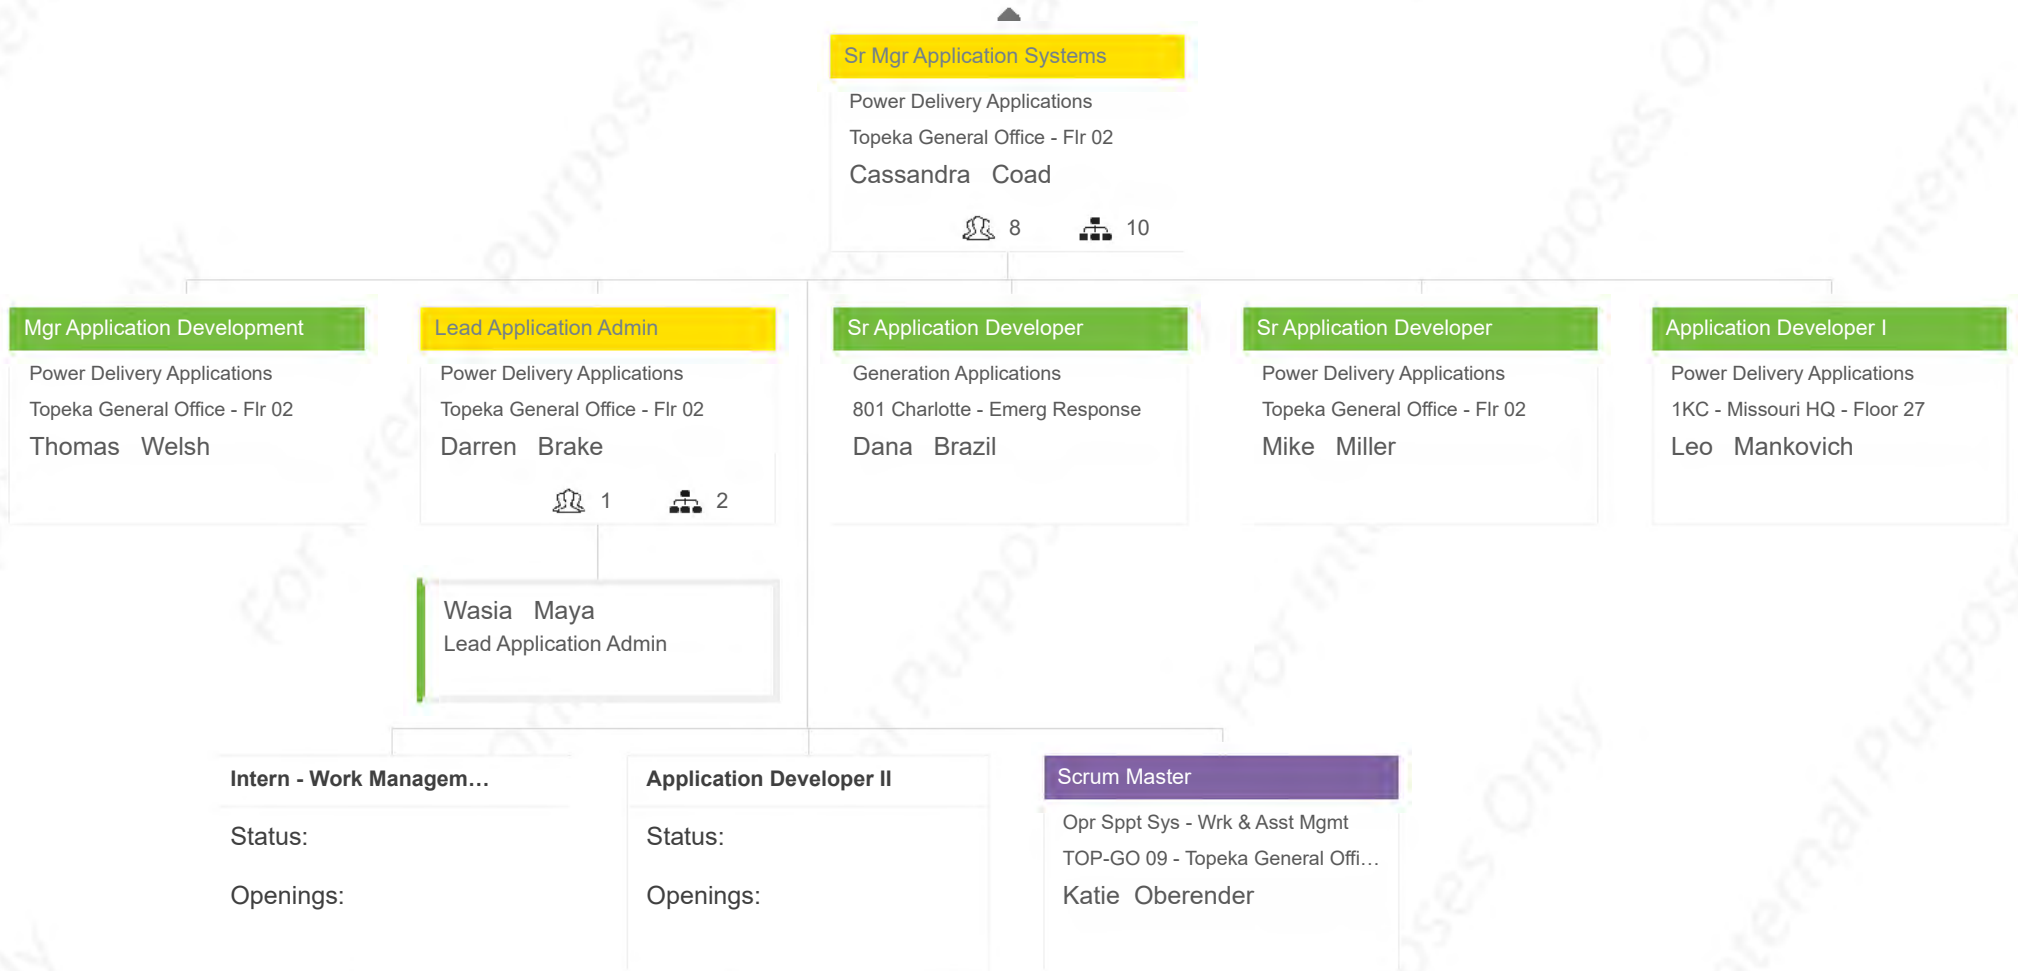 Sr Mgr Application Systems
Power Delivery Applications
Topeka General Office - Flr 02
Cassandra Coad
8 10
Mgr Application Development
Power Delivery Applications
Topeka General Office - Flr 02
Thomas Welsh
Lead Application Admin
Power Delivery Applications
Topeka General Office - Flr 02
Darren Brake
1 2
Wasia Maya
Lead Application Admin
Sr Application Developer
Generation Applications
801 Charlotte - Emerg Response
Dana Brazil
Sr Application Developer
Power Delivery Applications
Topeka General Office - Flr 02
Mike Miller
Application Developer I
Power Delivery Applications
1KC - Missouri HQ - Floor 27
Leo Mankovich
Intern - Work Managem…
Status:
Openings:
Application Developer II
Status:
Openings:
Scrum Master
Opr Sppt Sys - Wrk & Asst Mgmt
TOP-GO 09 - Topeka General Offi…
Katie Oberender
For Internal Purposes Only